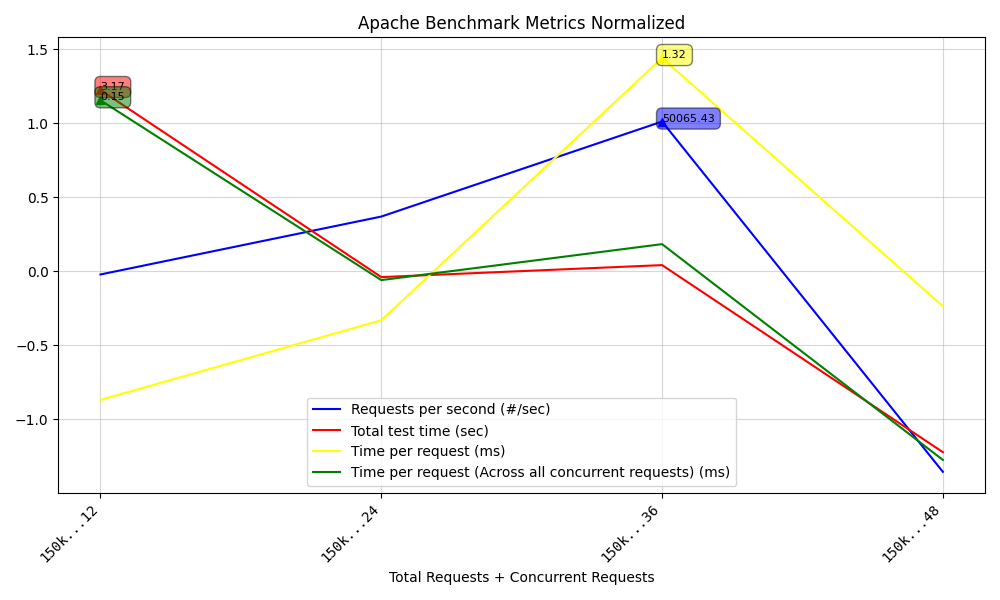 Apache Benchmark Metrics Normalized
1.5
1.0
0.5
0.0
−0.5
−1.0
3.17
0.15
1.32
50065.43
Requests per second (#/sec)
Total test time (sec)
Time per request (ms)
Time per request (Across all concurrent requests) (ms)
150k...12
150k...24
150k...36
150k...48
Total Requests + Concurrent Requests